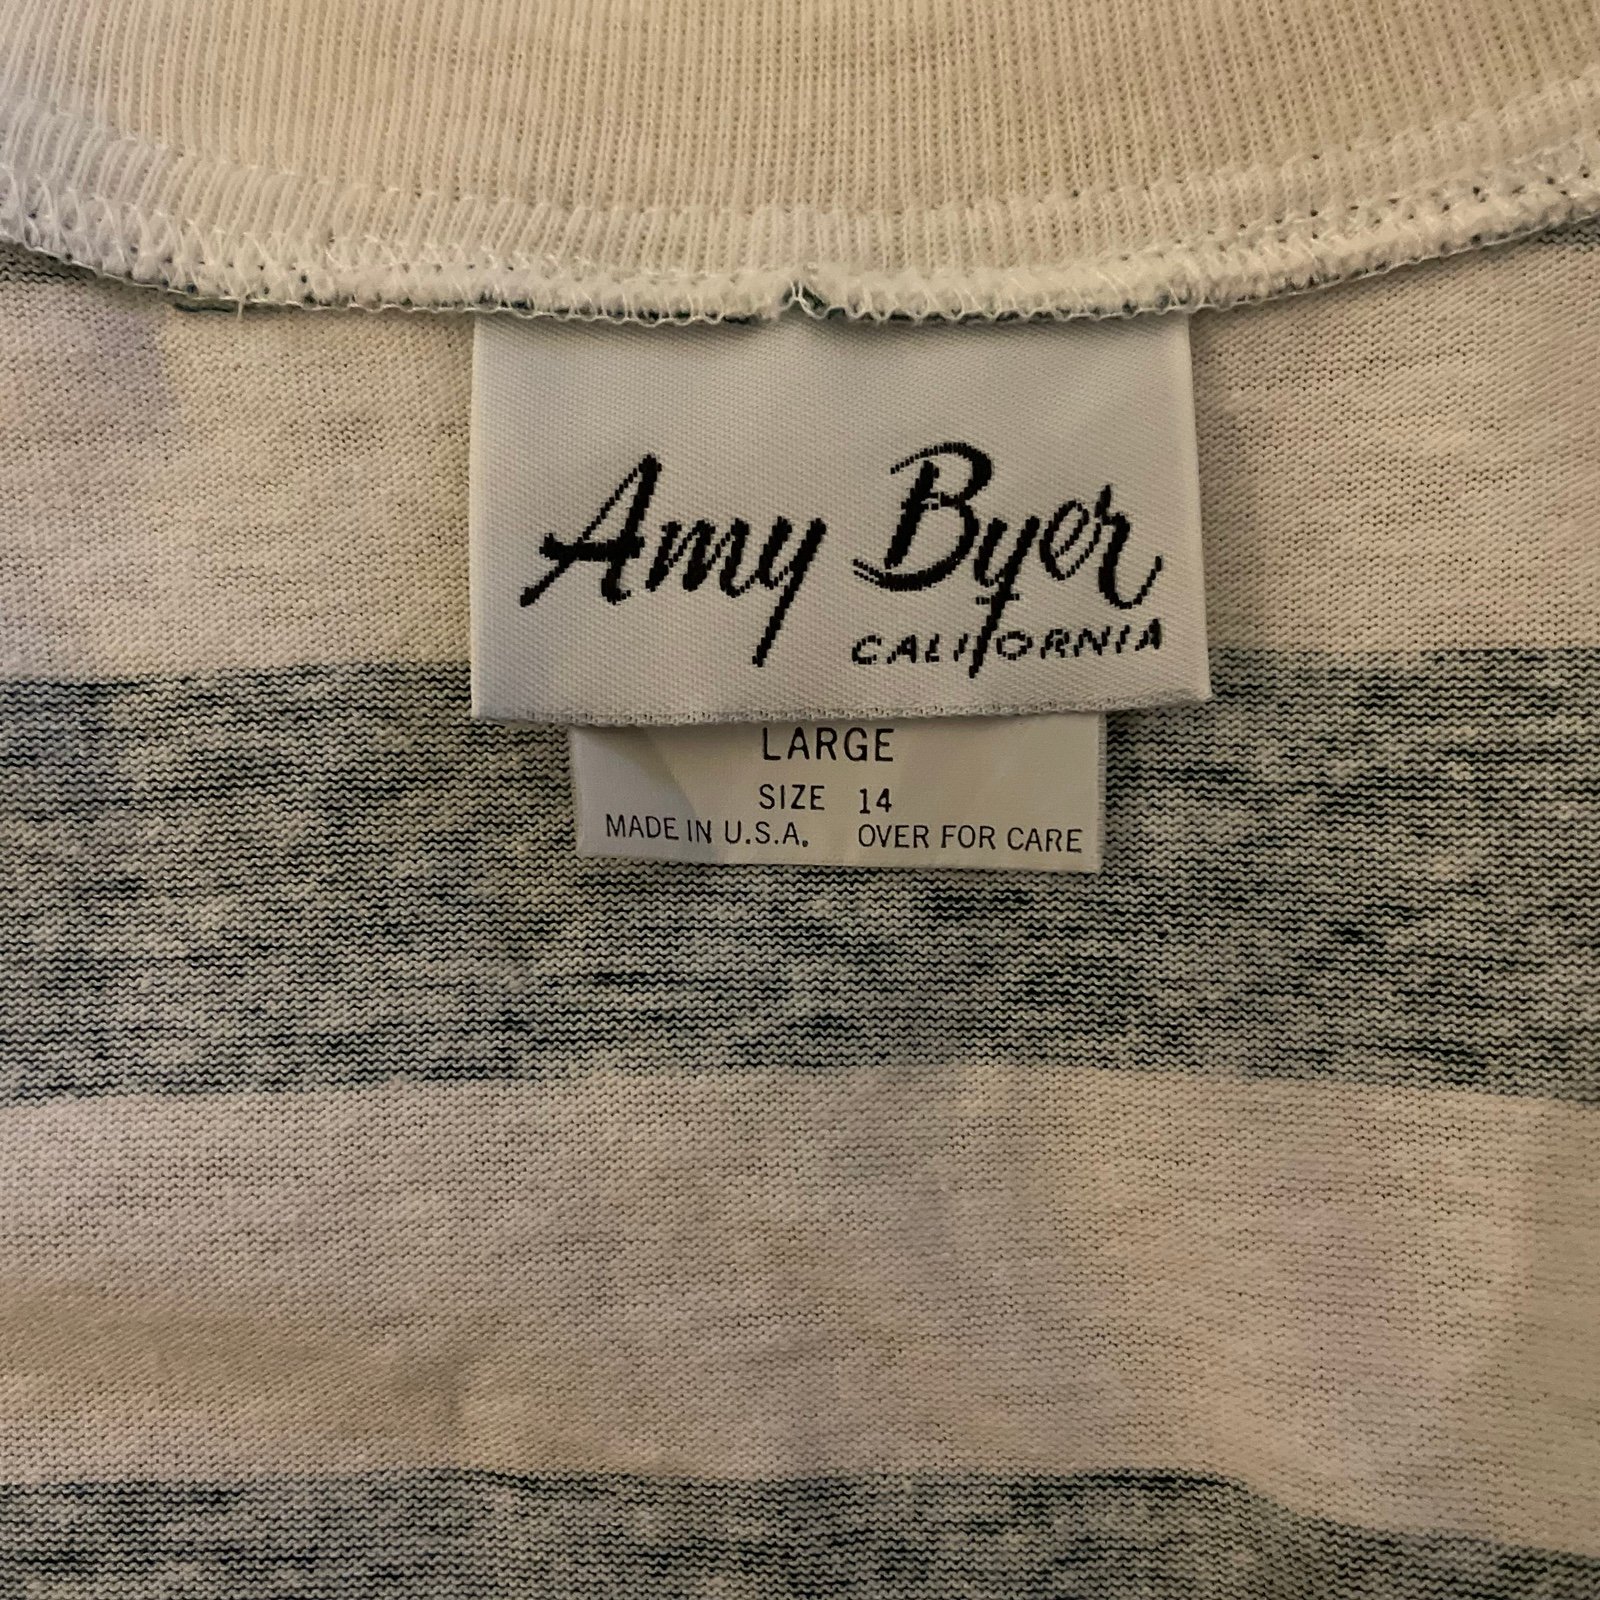 Amy Byer
CALIFORNIA
LARGE
SIZE 14
MADE IN U.S.A. OVER FOR CARE